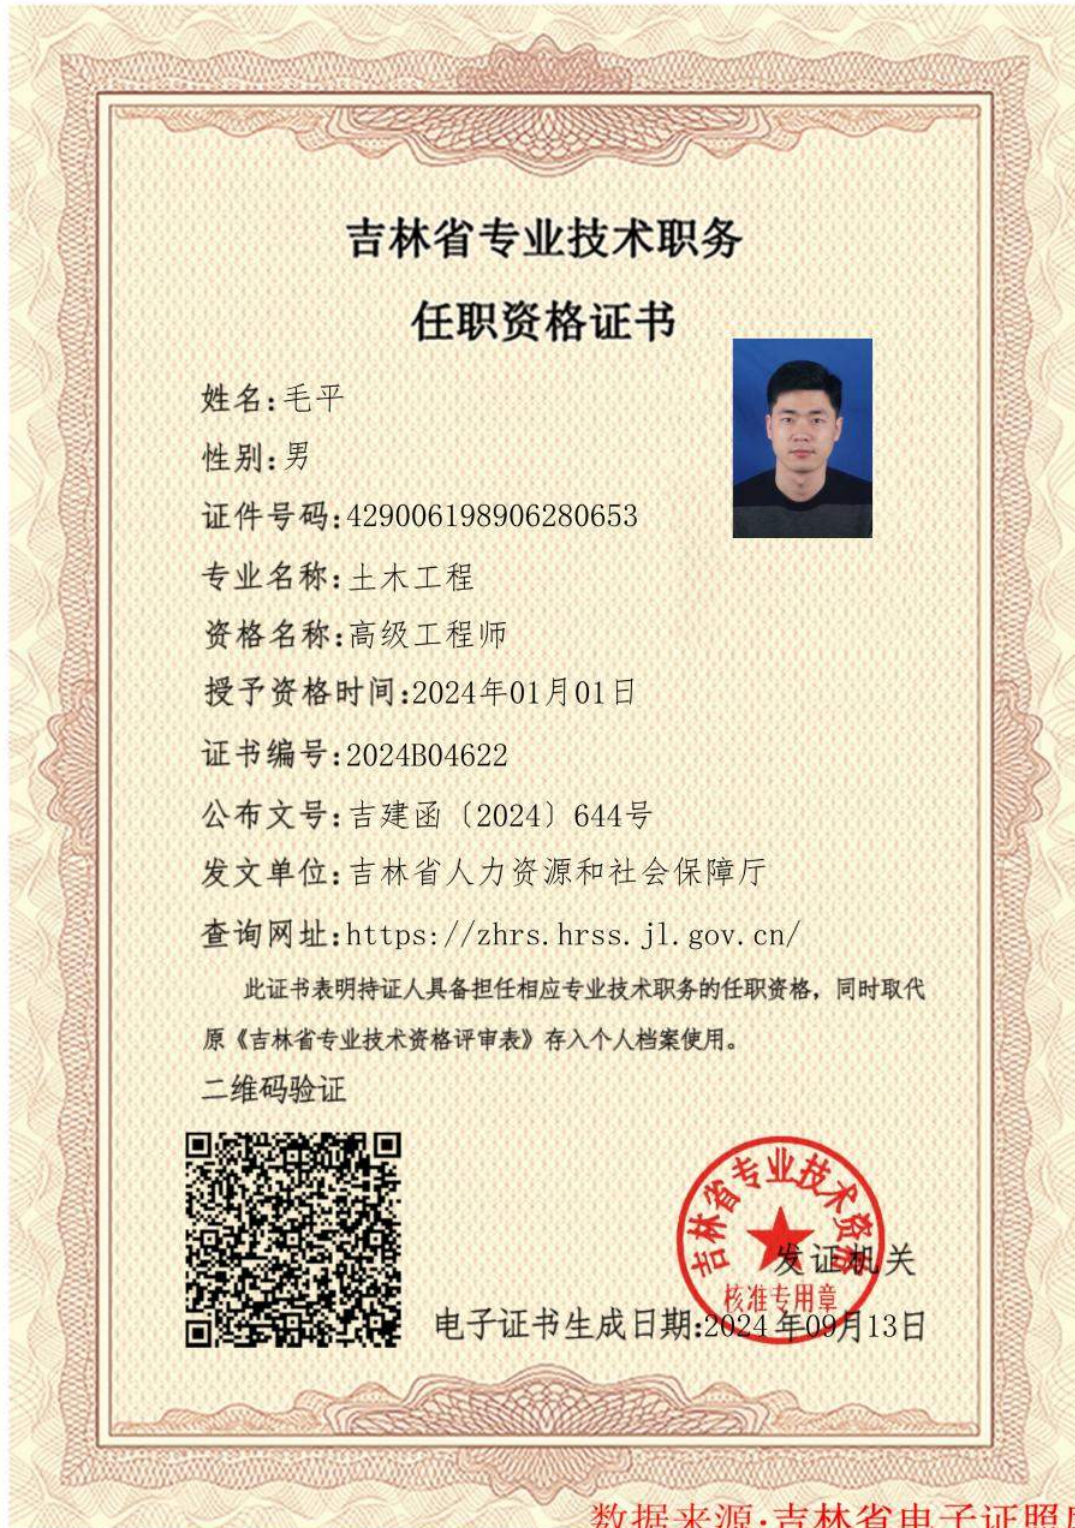 吉林省专业技术职务
任职资格证书
姓名:毛平
性别:男
证件号码:429006198906280653
专业名称:土木工程
资格名称:高级工程师
授予资格时间:2024年01月01日
证书编号:2024B04622
公布文号:吉建函〔2024〕644号
发文单位:吉林省人力资源和社会保障厅
查询网址:https://zhrs.hrss.jl.gov.cn/
此证书表明持证人具备担任相应专业技术职务的任职资格，同时取代
原《吉林省专业技术资格评审表》存入个人档案使用。
二维码验证
吉林省专业技术资格
核准专用章
发证机关
电子证书生成日期:2024年09月13日
数据来源:吉林省电子证照